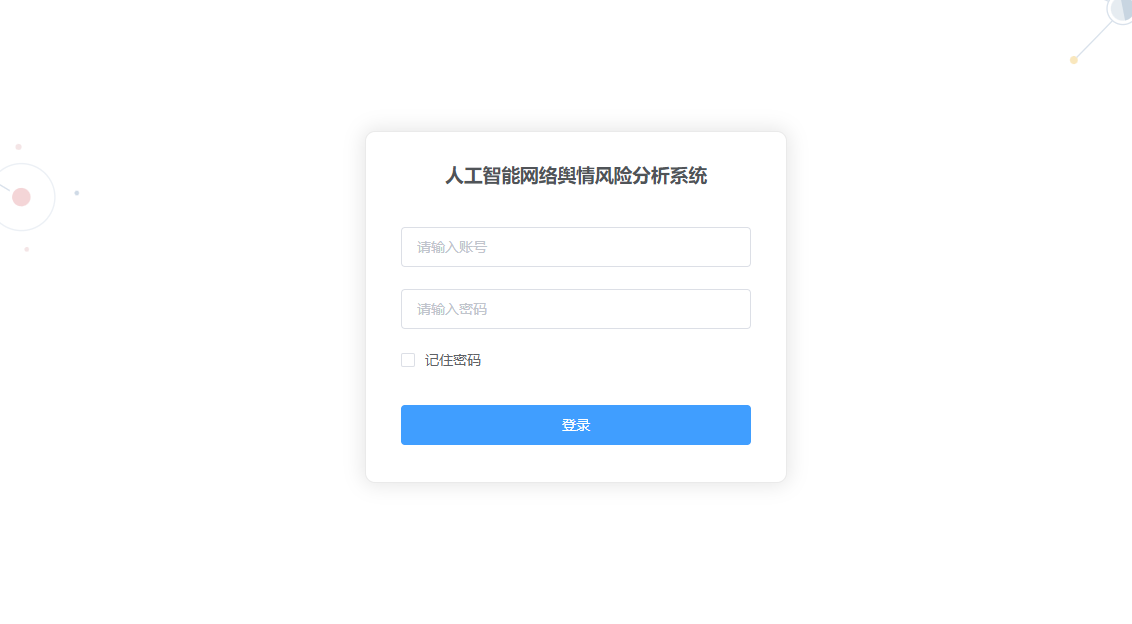 人工智能网络舆情风险分析系统
请输入账号
请输入密码
记住密码
登录